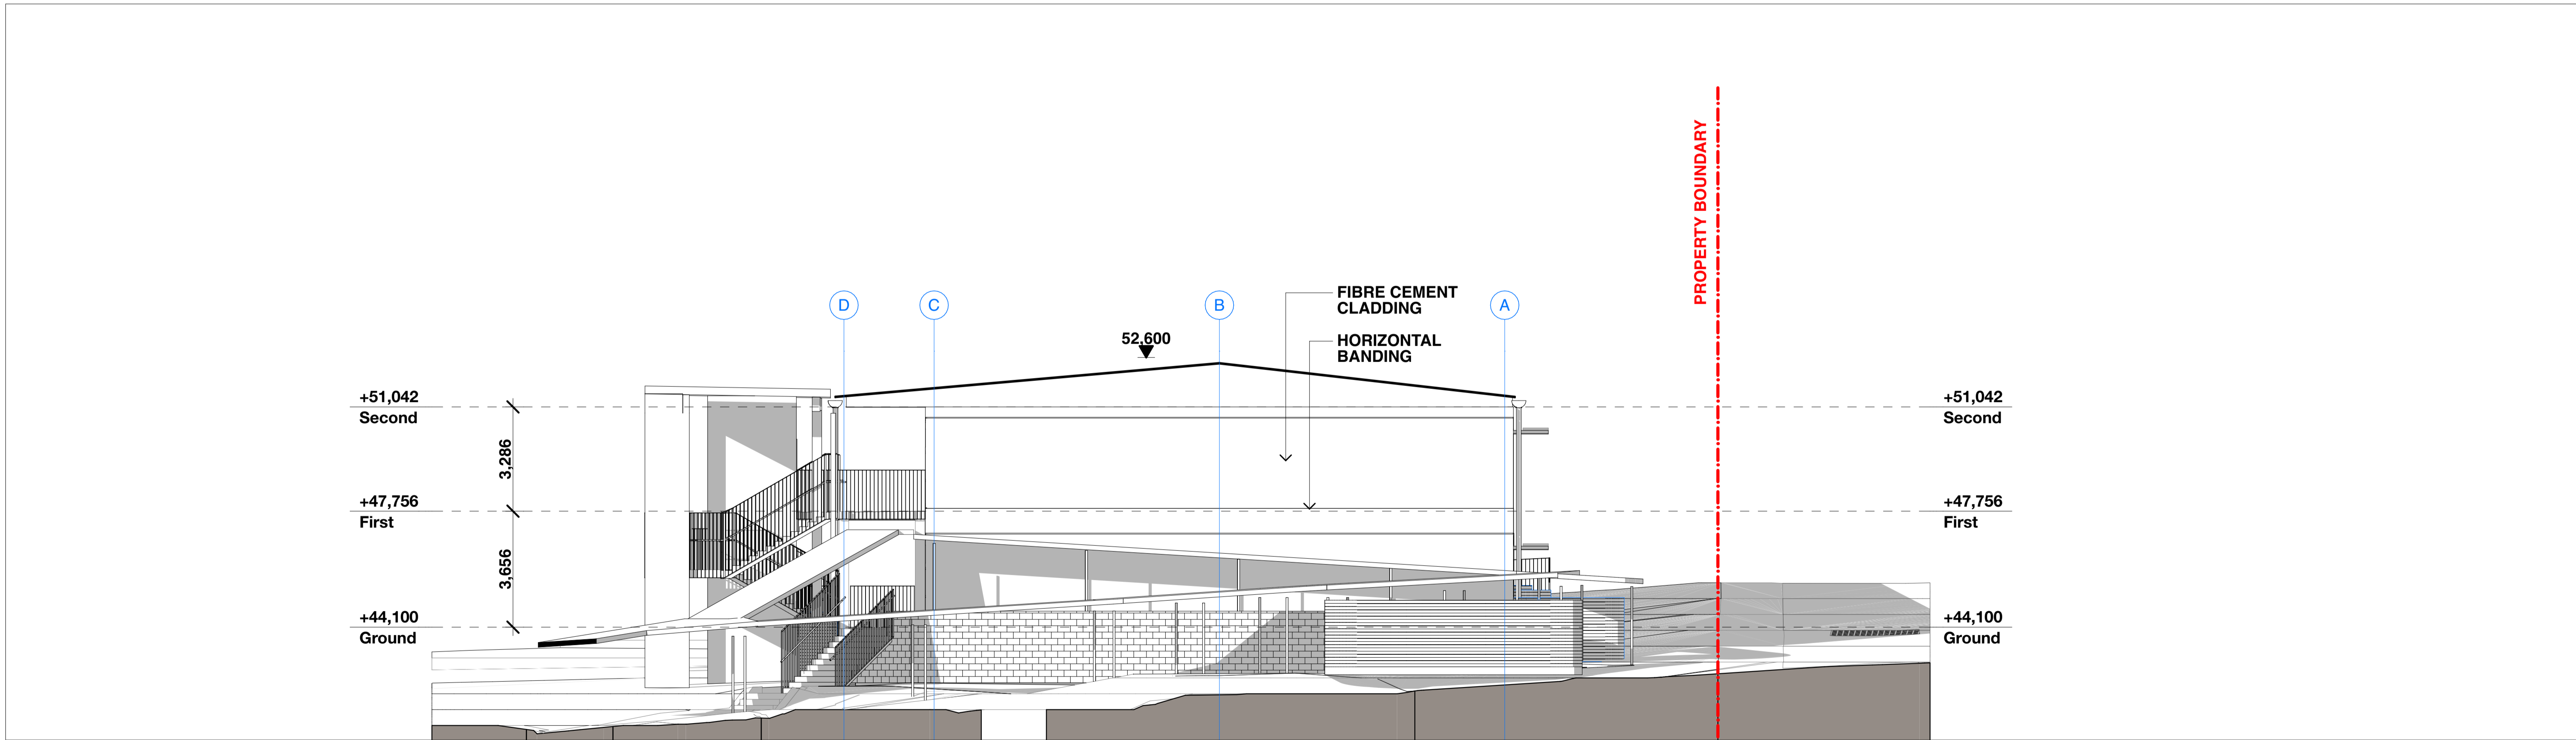 PROPERTY BOUNDARY
D
C
B
A
FIBRE CEMENT
CLADDING
HORIZONTAL
BANDING
52,600
+51,042
Second
+51,042
Second
3,286
+47,756
First
+47,756
First
3,656
+44,100
Ground
+44,100
Ground